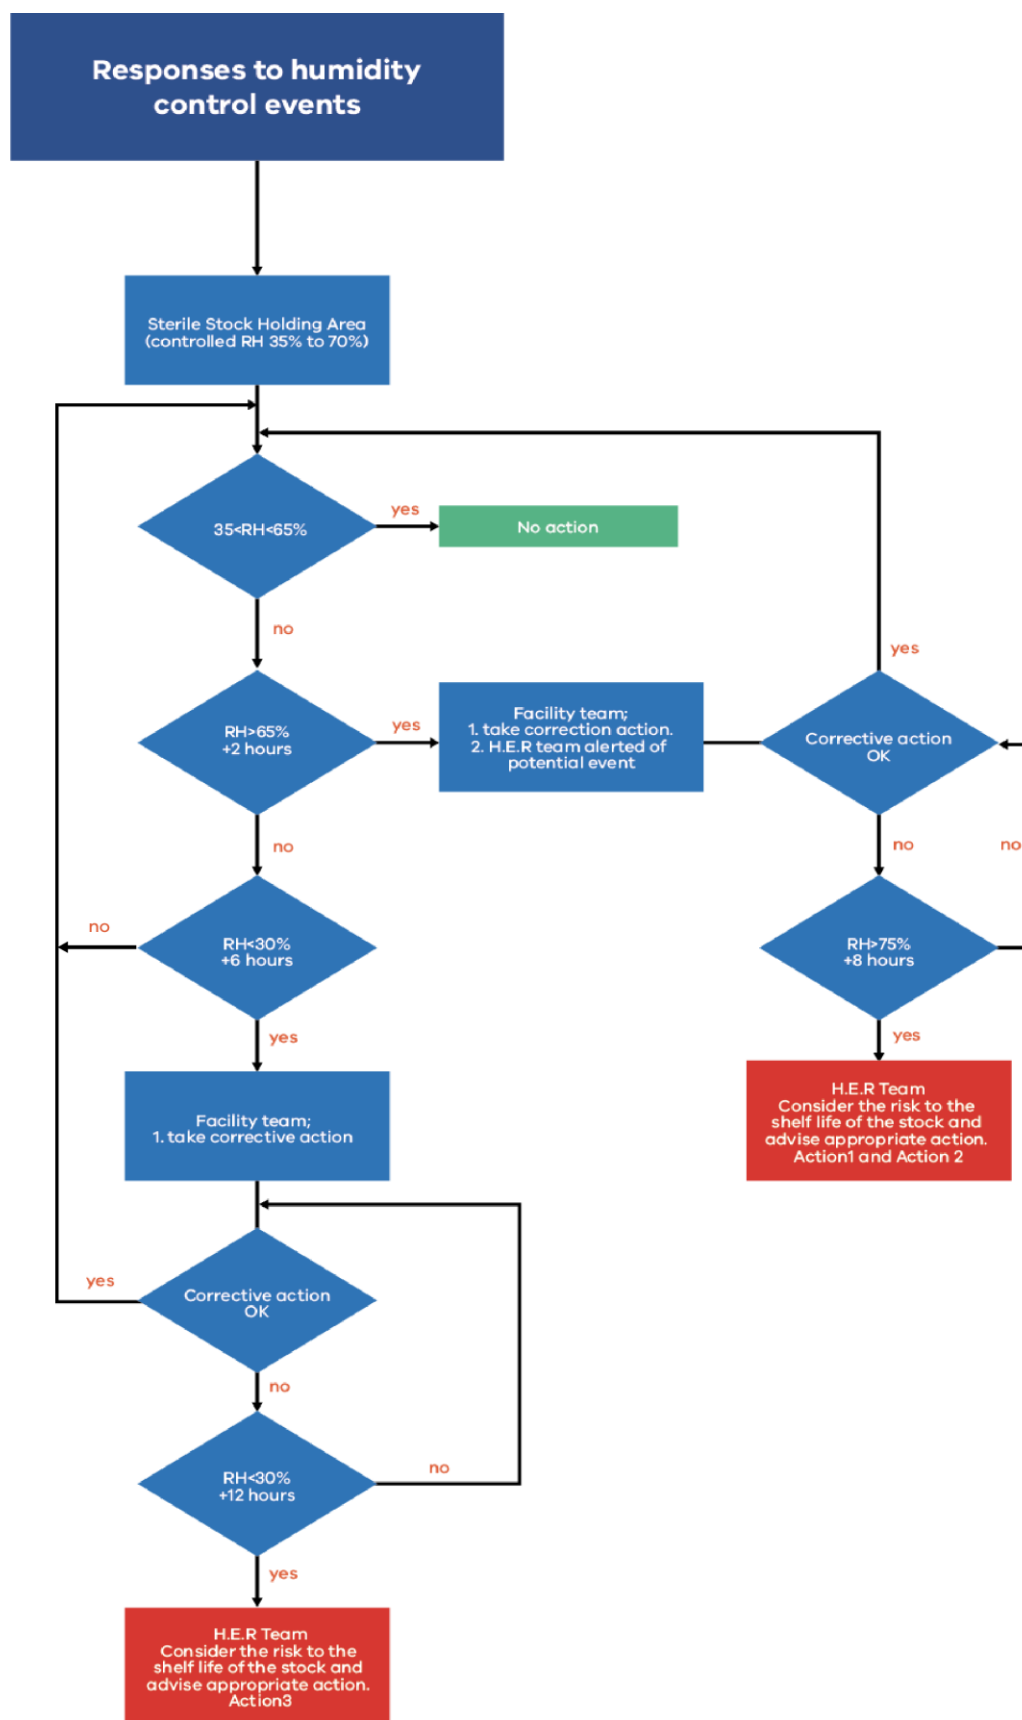 Responses to humidity
control events
Sterile Stock Holding Area
(controlled RH 35% to 70%)
35<RH<65%
yes
No action
no
RH>65%
+2 hours
yes
Facility team;
1. take correction action.
2. H.E.R team alerted of
potential event
yes
Corrective action
OK
no
no
no
RH<30%
+6 hours
no
RH>75%
+8 hours
yes
yes
Facility team;
1. take corrective action
H.E.R Team
Consider the risk to the
shelf life of the stock and
advise appropriate action.
Action1 and Action 2
yes
Corrective action
OK
no
RH<30%
+12 hours
no
yes
H.E.R Team
Consider the risk to the
shelf life of the stock and
advise appropriate action.
Action3